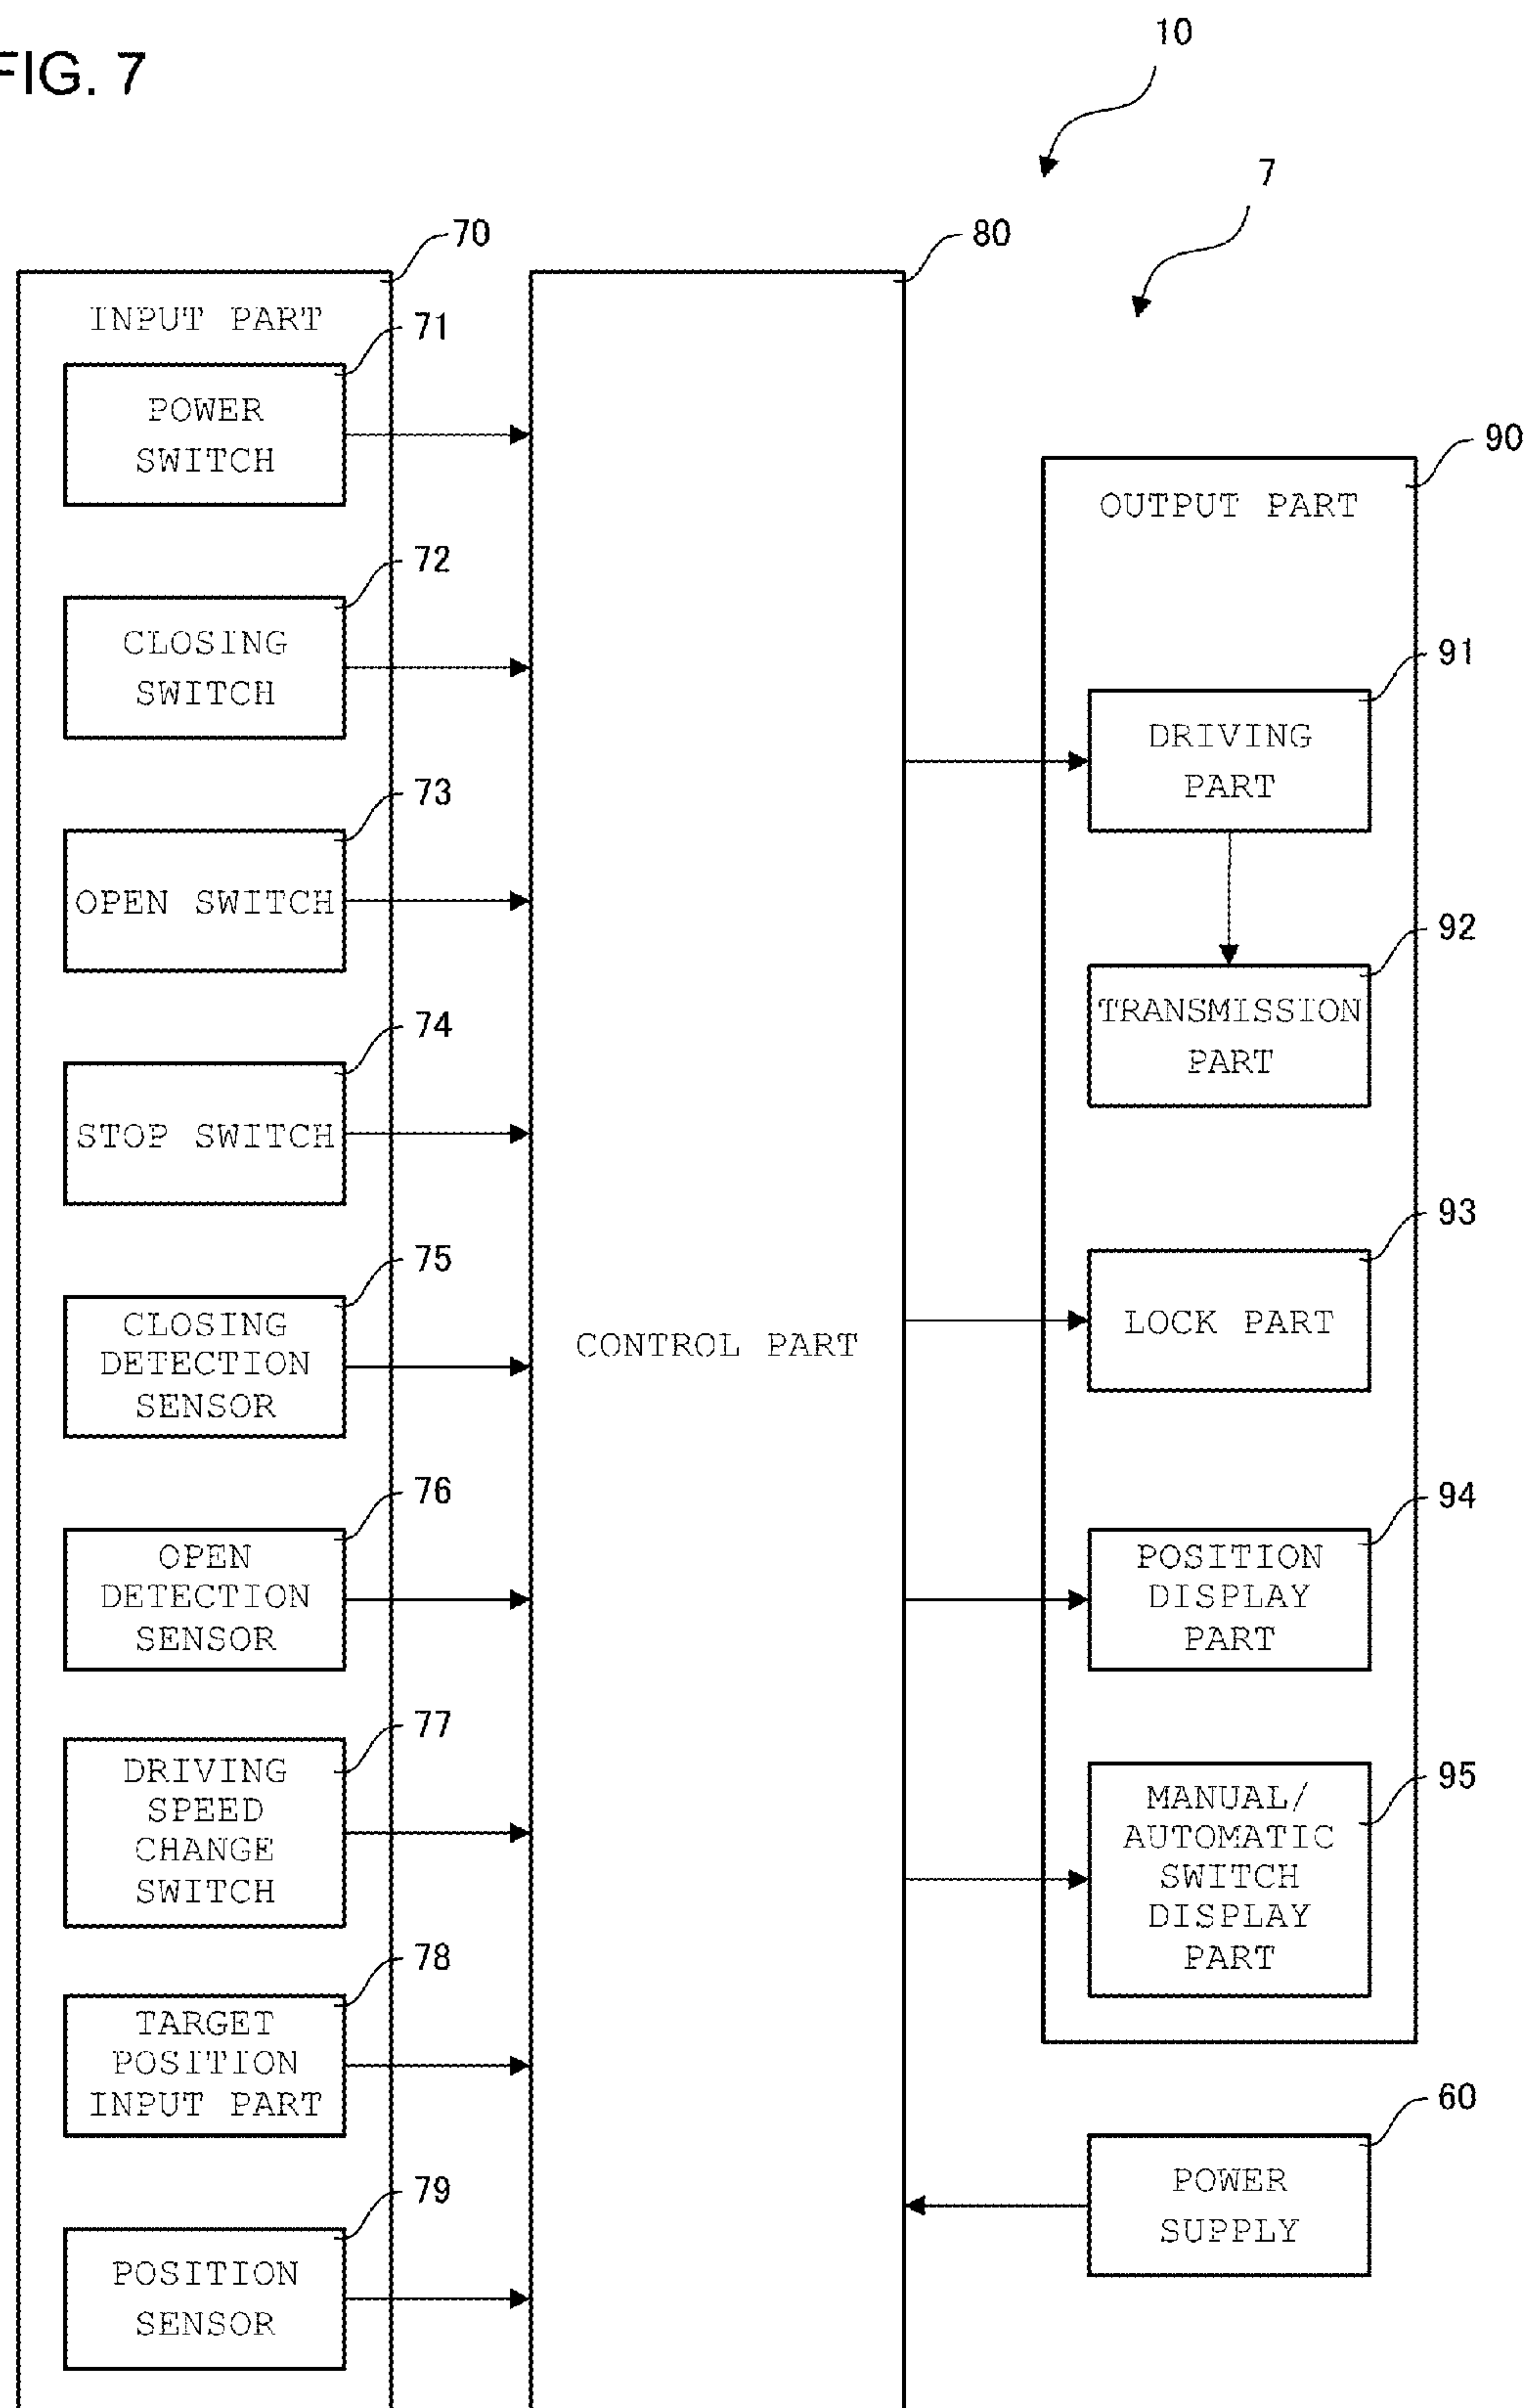 FIG. 7
10
7
70
INPUT PART
71
POWER
SWITCH
72
CLOSING
SWITCH
73
OPEN SWITCH
74
STOP SWITCH
75
CLOSING
DETECTION
SENSOR
76
OPEN
DETECTION
SENSOR
77
DRIVING
SPEED
CHANGE
SWITCH
78
TARGET
POSITION
INPUT PART
79
POSITION
SENSOR
80
CONTROL PART
90
OUTPUT PART
91
DRIVING
PART
92
TRANSMISSION
PART
93
LOCK PART
94
POSITION
DISPLAY
PART
95
MANUAL/
AUTOMATIC
SWITCH
DISPLAY
PART
60
POWER
SUPPLY